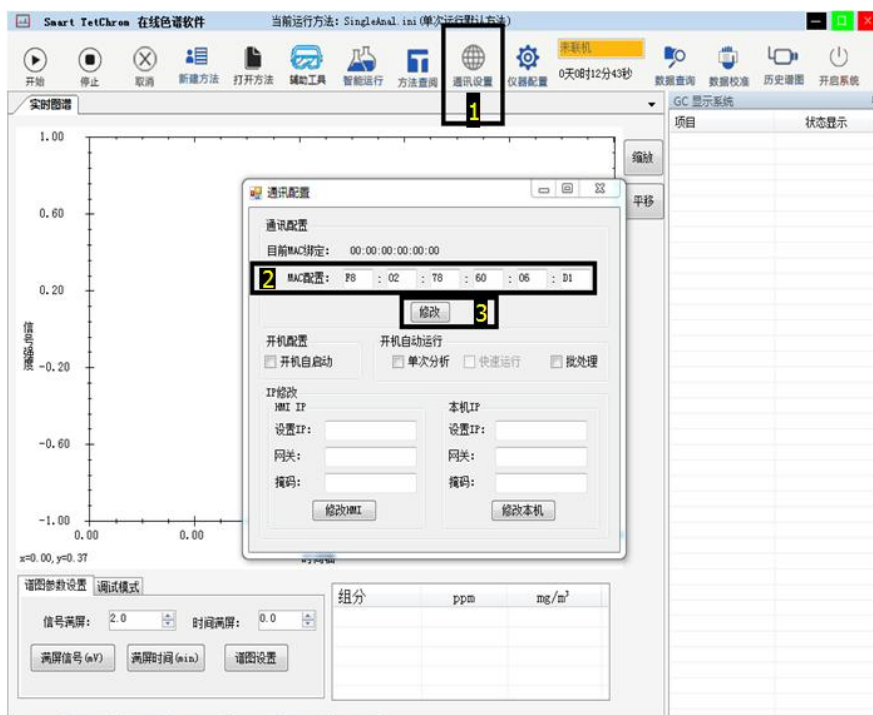 Smart TetChrom 在线色谱软件 当前运行方法: SingleAnal.ini(单次运行默认方法)
开始 停止 取消 新建方法 打开方法 辅助工具 智能运行 方法查阅 通讯设置 仪器配置 未联机 0天0时12分43秒 数据查询 数据校准 历史谱图 开启系统
1
实时图谱
GC 显示系统
项目 状态显示
缩放
平移
1.00
0.60
0.20
-0.20
-0.60
-1.00
信号强度
0.00 0.00
x=0.00,y=0.37
通讯配置
通讯配置
目前MAC绑定: 00:00:00:00:00:00
2 MAC配置: F8 : 02 : 78 : 60 : 06 : D1
修改 3
开机配置 开机自动运行
开机自启动 单次分析 快速运行 批处理
IP修改
HMI IP 本机IP
设置IP: 设置IP:
网关: 网关:
掩码: 掩码:
修改HMI 修改本机
谱图参数设置 调试模式
信号满屏: 2.0 时间满屏: 0.0
满屏信号(mV) 满屏时间(min) 谱图设置
组分 ppm mg/m³